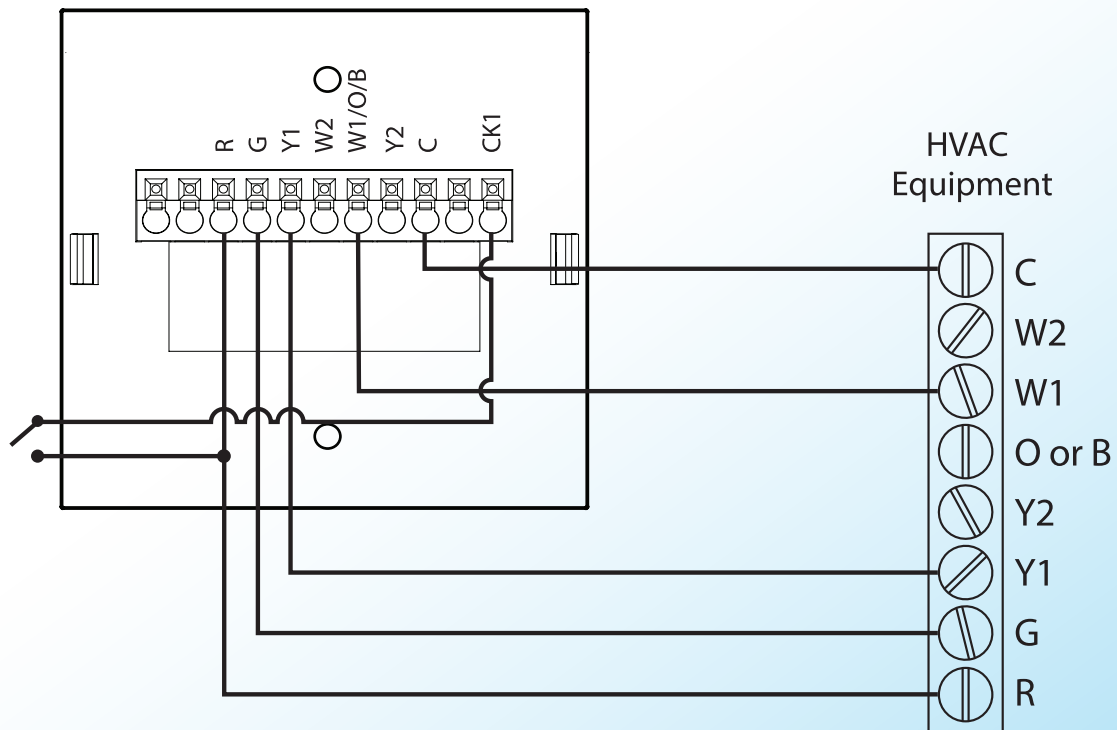 R
G
Y1
W2
W1/O/B
Y2
C
CK1
HVAC
Equipment
C
W2
W1
O or B
Y2
Y1
G
R